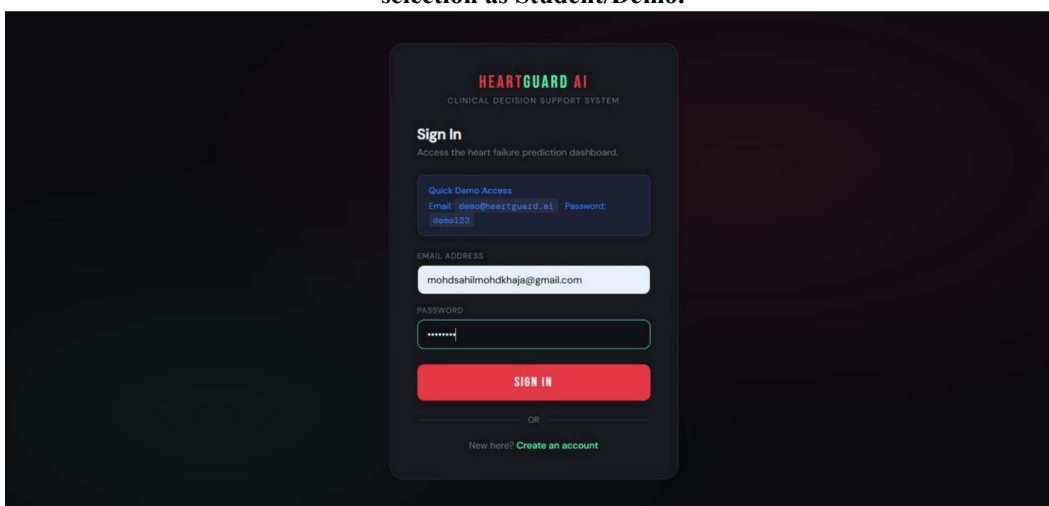 selection as Student/Demo.
HEARTGUARD AI
CLINICAL DECISION SUPPORT SYSTEM
Sign In
Access the heart failure prediction dashboard.
Quick Demo Access
Email: demo@heartguard.ai Password:
demo123
EMAIL ADDRESS
mohdsahilmohdkhaja@gmail.com
PASSWORD
••••••••
SIGN IN
OR
New here? Create an account